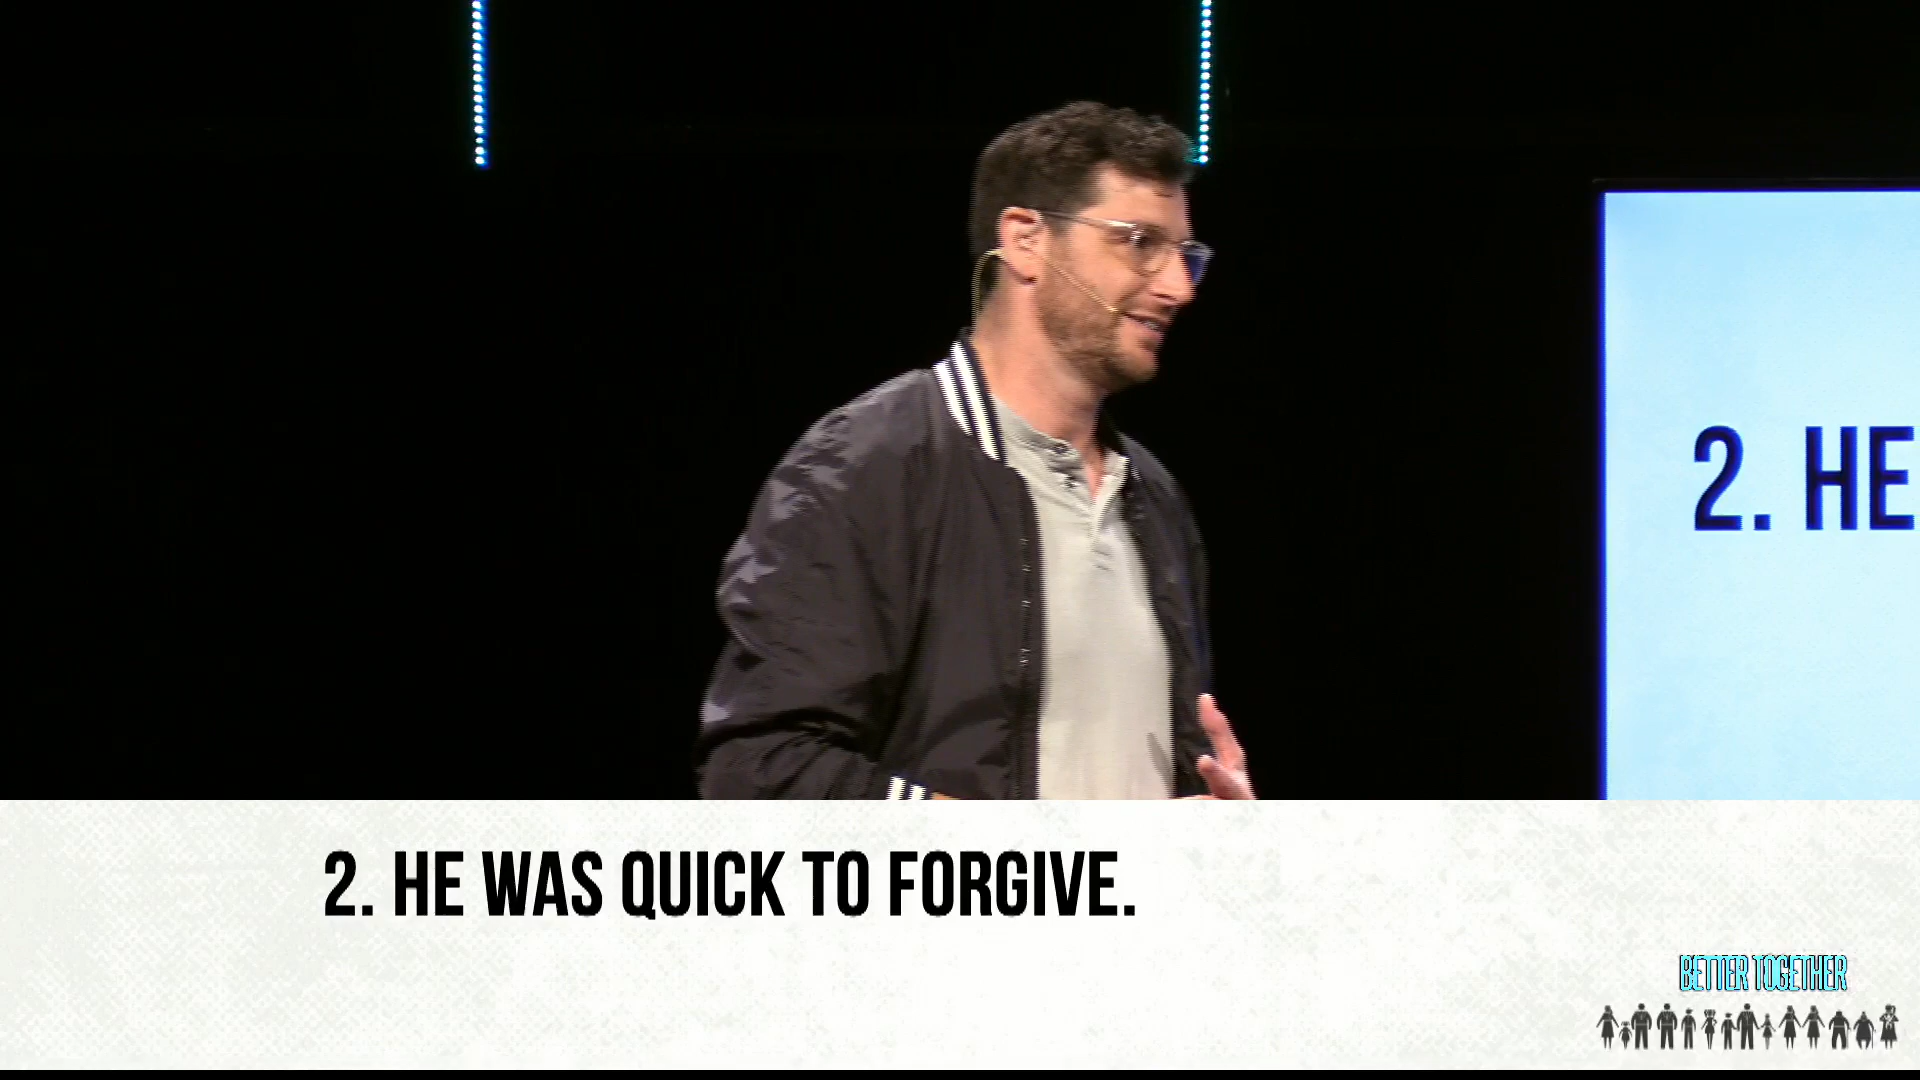 2. HE
2. HE WAS QUICK TO FORGIVE.
BETTER TOGETHER